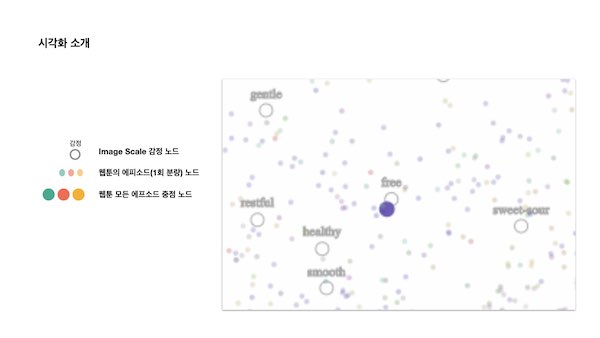 시각화 소개
감정
Image Scale 감정 노드
웹툰의 에피소드(1회 분량) 노드
웹툰 모든 에프소드 중점 노드
gentle
free
restful
sweet-sour
healthy
smooth